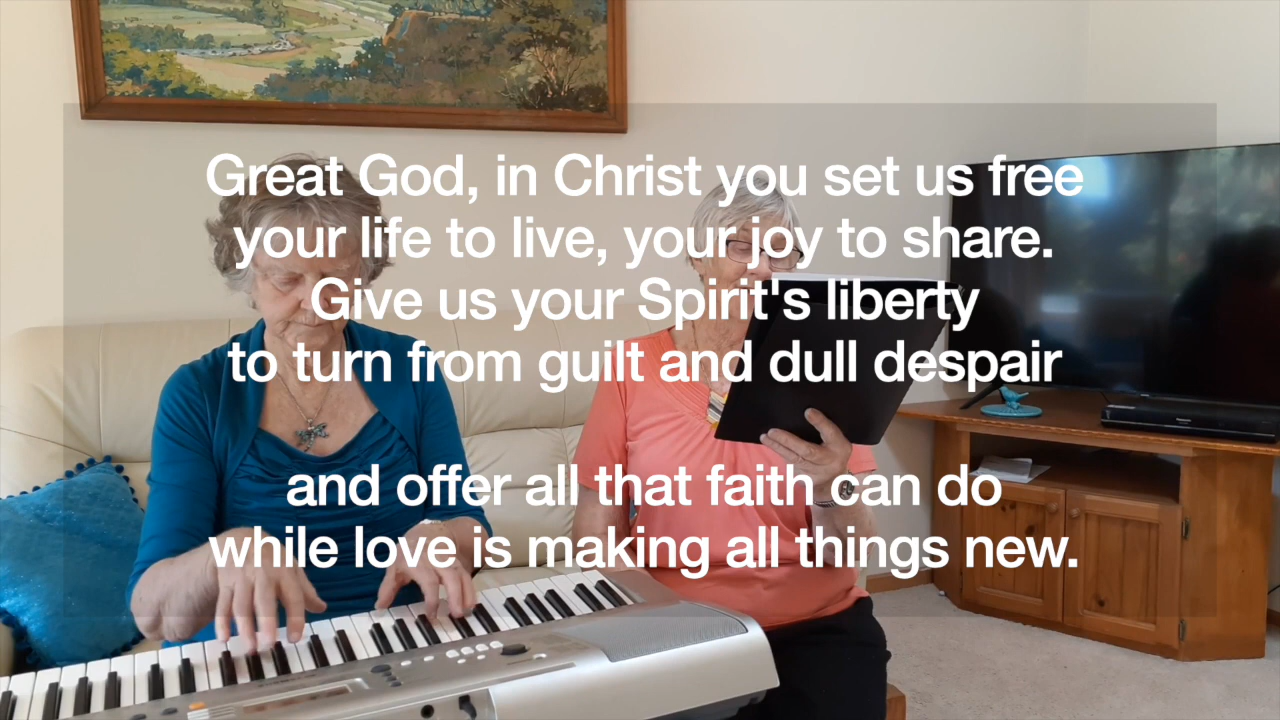 Great God, in Christ you set us free
your life to live, your joy to share.
Give us your Spirit's liberty
to turn from guilt and dull despair
and offer all that faith can do
while love is making all things new.